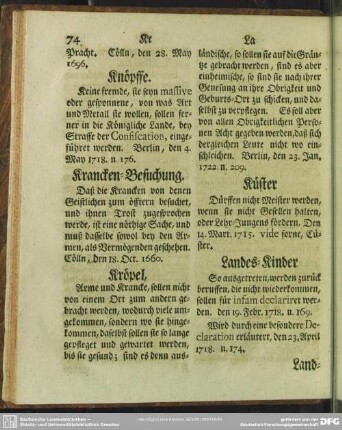 74 Kr La
Pracht. Cölln, den 28. May
1696.
Knöpffe.
Keine fremde, sie seyn massive
oder gesponnene, von was Art
und Metall sie wollen, sollen fer-
ner in die Königliche Lande, bey
Straffe der Confiscation, einge-
führet werden. Berlin, den 4.
May 1718. n. 176.
Krancken-Besuchung.
Daß die Krancken von denen
Geistlichen zum öfftern besuchet,
und ihnen Trost zugesprochen
werde, ist eine nöthige Sache, und
muß dasselbe sowol bey den Ar-
men, als Vermögenden geschehen.
Cölln, den 18. Oct. 1660.
Kröpel,
Arme und Krancke, sollen nicht
von einem Ort zum andern ge-
bracht werden, wodurch viele um-
gekommen, sondern wo sie hinge-
kommen, daselbst sollen sie so lange
gepfleget und gewartet werden,
bis sie gesund; sind es denn aus-
ländische, so sollen sie auf die Grän-
tze gebracht werden, sind es aber
einheimische, so sind sie nach ihrer
Genesung an ihre Obrigkeit und
Geburts-Ort zu schicken, und da-
selbst zu verpflegen. Es soll aber
von allen Obrigkeitlichen Perso-
nen Acht gegeben werden, daß sich
dergleichen Leute nicht wo ein-
schleichen. Berlin, den 23. Jan.
1722. n. 209.
Küster
Dürffen nicht Meister werden,
wenn sie nicht Gesellen halten,
oder Lehr-Jungens fördern. Den
14. Mart. 1715. vide forne, Cü-
ster.
Landes-Kinder
So ausgetreten, werden zurück
beruffen, die nicht wiederkommen,
sollen für infam declariret wer-
den. den 19. Febr. 1718. n. 169.
Wird durch eine besondere De-
claration erläutert, den 23. April
1718. n. 174.
Land-